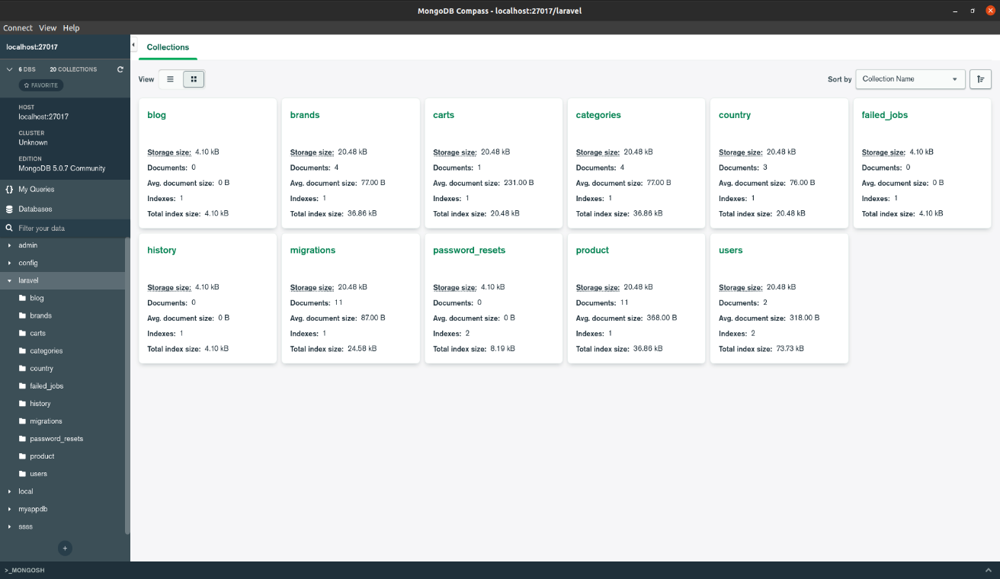 MongoDB Compass - localhost:27017/laravel
Connect View Help
localhost:27017
6 DBS 20 COLLECTIONS
FAVORITE
HOST
localhost:27017
CLUSTER
Unknown
EDITION
MongoDB 5.0.7 Community
{} My Queries
Databases
Filter your data
admin
config
laravel
blog
brands
carts
categories
country
failed_jobs
history
migrations
password_resets
product
users
local
myappdb
ssss
+
Collections
View
Sort by Collection Name
blog
Storage size: 4.10 kB
Documents: 0
Avg. document size: 0 B
Indexes: 1
Total index size: 4.10 kB
brands
Storage size: 20.48 kB
Documents: 4
Avg. document size: 77.00 B
Indexes: 1
Total index size: 36.86 kB
carts
Storage size: 20.48 kB
Documents: 1
Avg. document size: 231.00 B
Indexes: 1
Total index size: 20.48 kB
categories
Storage size: 20.48 kB
Documents: 4
Avg. document size: 77.00 B
Indexes: 1
Total index size: 36.86 kB
country
Storage size: 20.48 kB
Documents: 3
Avg. document size: 76.00 B
Indexes: 1
Total index size: 20.48 kB
failed_jobs
Storage size: 4.10 kB
Documents: 0
Avg. document size: 0 B
Indexes: 1
Total index size: 4.10 kB
history
Storage size: 4.10 kB
Documents: 0
Avg. document size: 0 B
Indexes: 1
Total index size: 4.10 kB
migrations
Storage size: 20.48 kB
Documents: 11
Avg. document size: 87.00 B
Indexes: 1
Total index size: 24.58 kB
password_resets
Storage size: 4.10 kB
Documents: 0
Avg. document size: 0 B
Indexes: 2
Total index size: 8.19 kB
product
Storage size: 20.48 kB
Documents: 11
Avg. document size: 368.00 B
Indexes: 1
Total index size: 36.86 kB
users
Storage size: 20.48 kB
Documents: 2
Avg. document size: 318.00 B
Indexes: 2
Total index size: 73.73 kB
>_MONGOSH